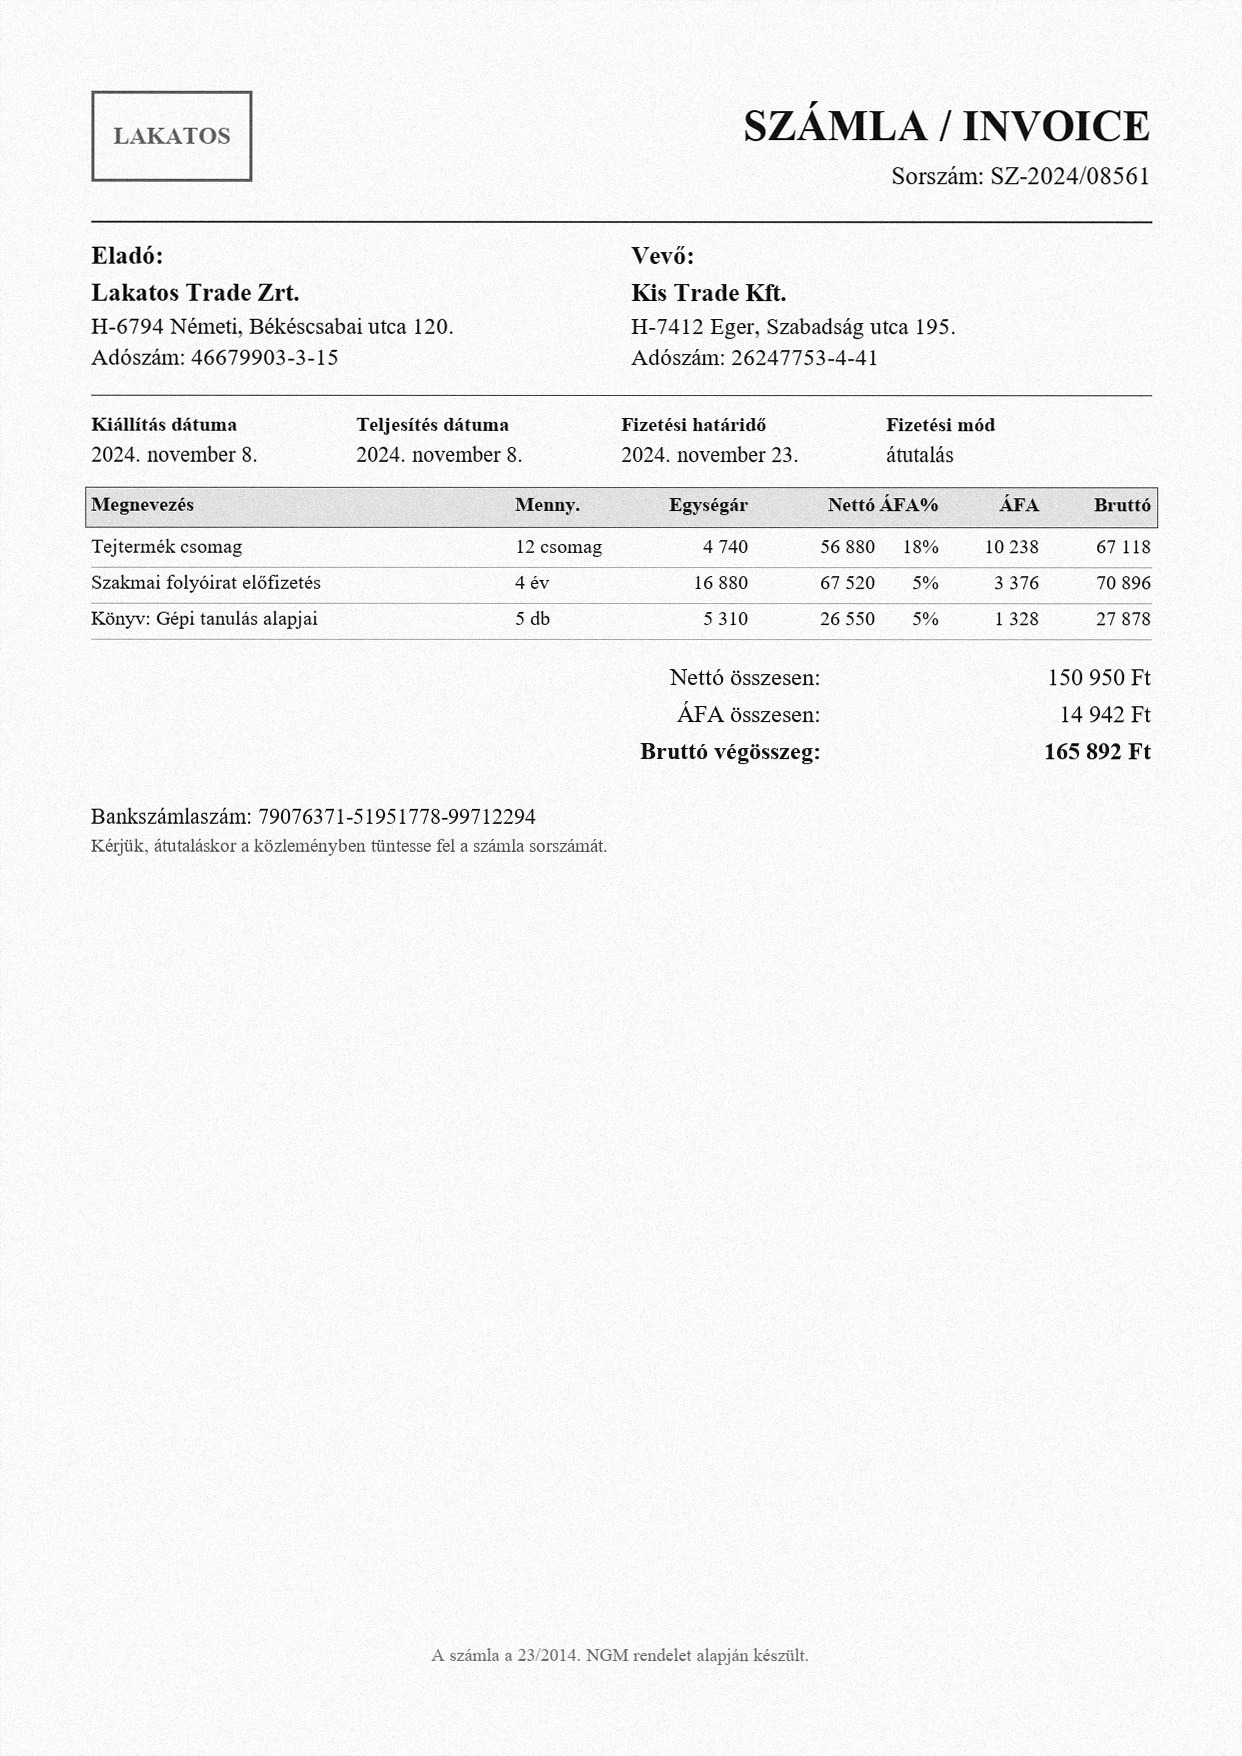 LAKATOS
SZÁMLA / INVOICE
Sorszám: SZ-2024/08561
Eladó:
Lakatos Trade Zrt.
H-6794 Németi, Békéscsabai utca 120.
Adószám: 46679903-3-15
Vevő:
Kis Trade Kft.
H-7412 Eger, Szabadság utca 195.
Adószám: 26247753-4-41
Kiállítás dátuma Teljesítés dátuma Fizetési határidő Fizetési mód
2024. november 8. 2024. november 8. 2024. november 23. átutalás
Megnevezés Menny. Egységár Nettó ÁFA% ÁFA Bruttó
Tejtermék csomag 12 csomag 4 740 56 880 18% 10 238 67 118
Szakmai folyóirat előfizetés 4 év 16 880 67 520 5% 3 376 70 896
Könyv: Gépi tanulás alapjai 5 db 5 310 26 550 5% 1 328 27 878
Nettó összesen: 150 950 Ft
ÁFA összesen: 14 942 Ft
Bruttó végösszeg: 165 892 Ft
Bankszámlaszám: 79076371-51951778-99712294
Kérjük, átutaláskor a közleményben tüntesse fel a számla sorszámát.
A számla a 23/2014. NGM rendelet alapján készült.